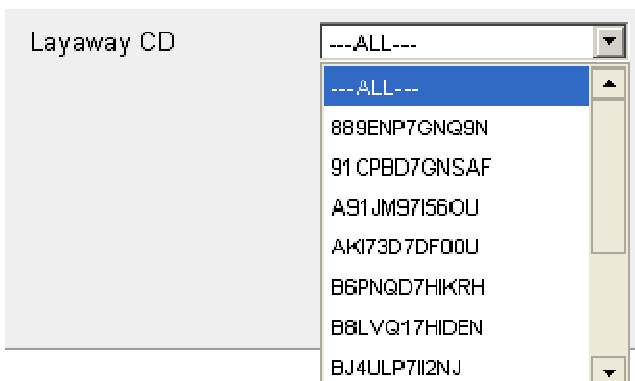 Layaway CD
---ALL---
---ALL---
889ENP7GNQ9N
91CPBD7GNSAF
A91JM97I56OU
AKI73D7DF00U
B6PNQD7HIKRH
B8LVQ17HIDEN
BJ4ULP7II2NJ